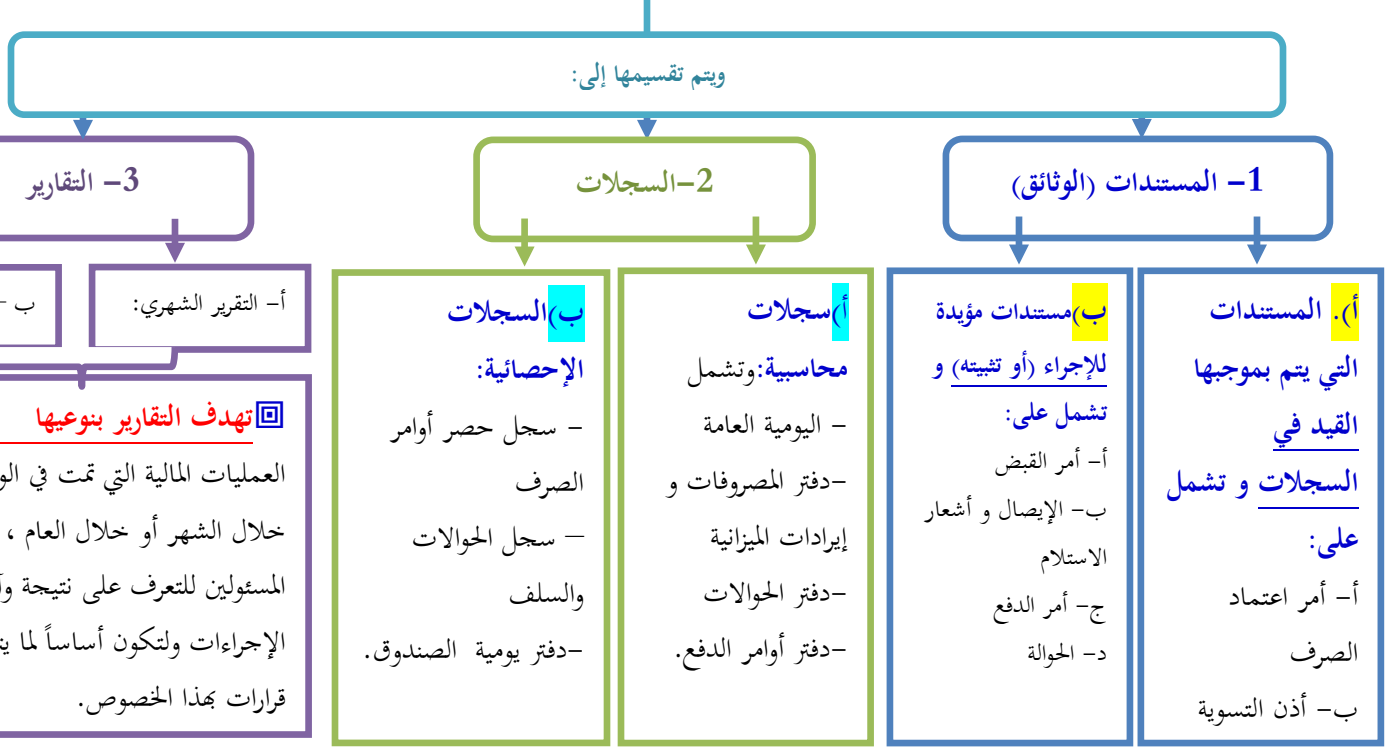 ويتم تقسيمها إلى:
1- المستندات (الوثائق)
أ). المستندات
التي يتم بموجبها
القيد في
السجلات و تشمل
على:
أ- أمر اعتماد
الصرف
ب- أذن التسوية
ب)مستندات مؤيدة
للإجراء (أو تثبيته) و
تشمل على:
أ- أمر القبض
ب- الإيصال و أشعار
الاستلام
ج- أمر الدفع
د- الحوالة
2-السجلات
أ)سجلات
محاسبية:وتشمل
- اليومية العامة
-دفتر المصروفات و
إيرادات الميزانية
-دفتر الحوالات
-دفتر أوامر الدفع.
ب)السجلات
الإحصائية:
- سجل حصر أوامر
الصرف
– سجل الحوالات
والسلف
-دفتر يومية الصندوق.
3- التقارير
أ- التقرير الشهري:
ب -
تهدف التقارير بنوعيها
العمليات المالية التي تمت في
خلال الشهر أو خلال العام ،
المسئولين للتعرف على نتيجة
الإجراءات ولتكون أساساً لما
قرارات بهذا الخصوص.